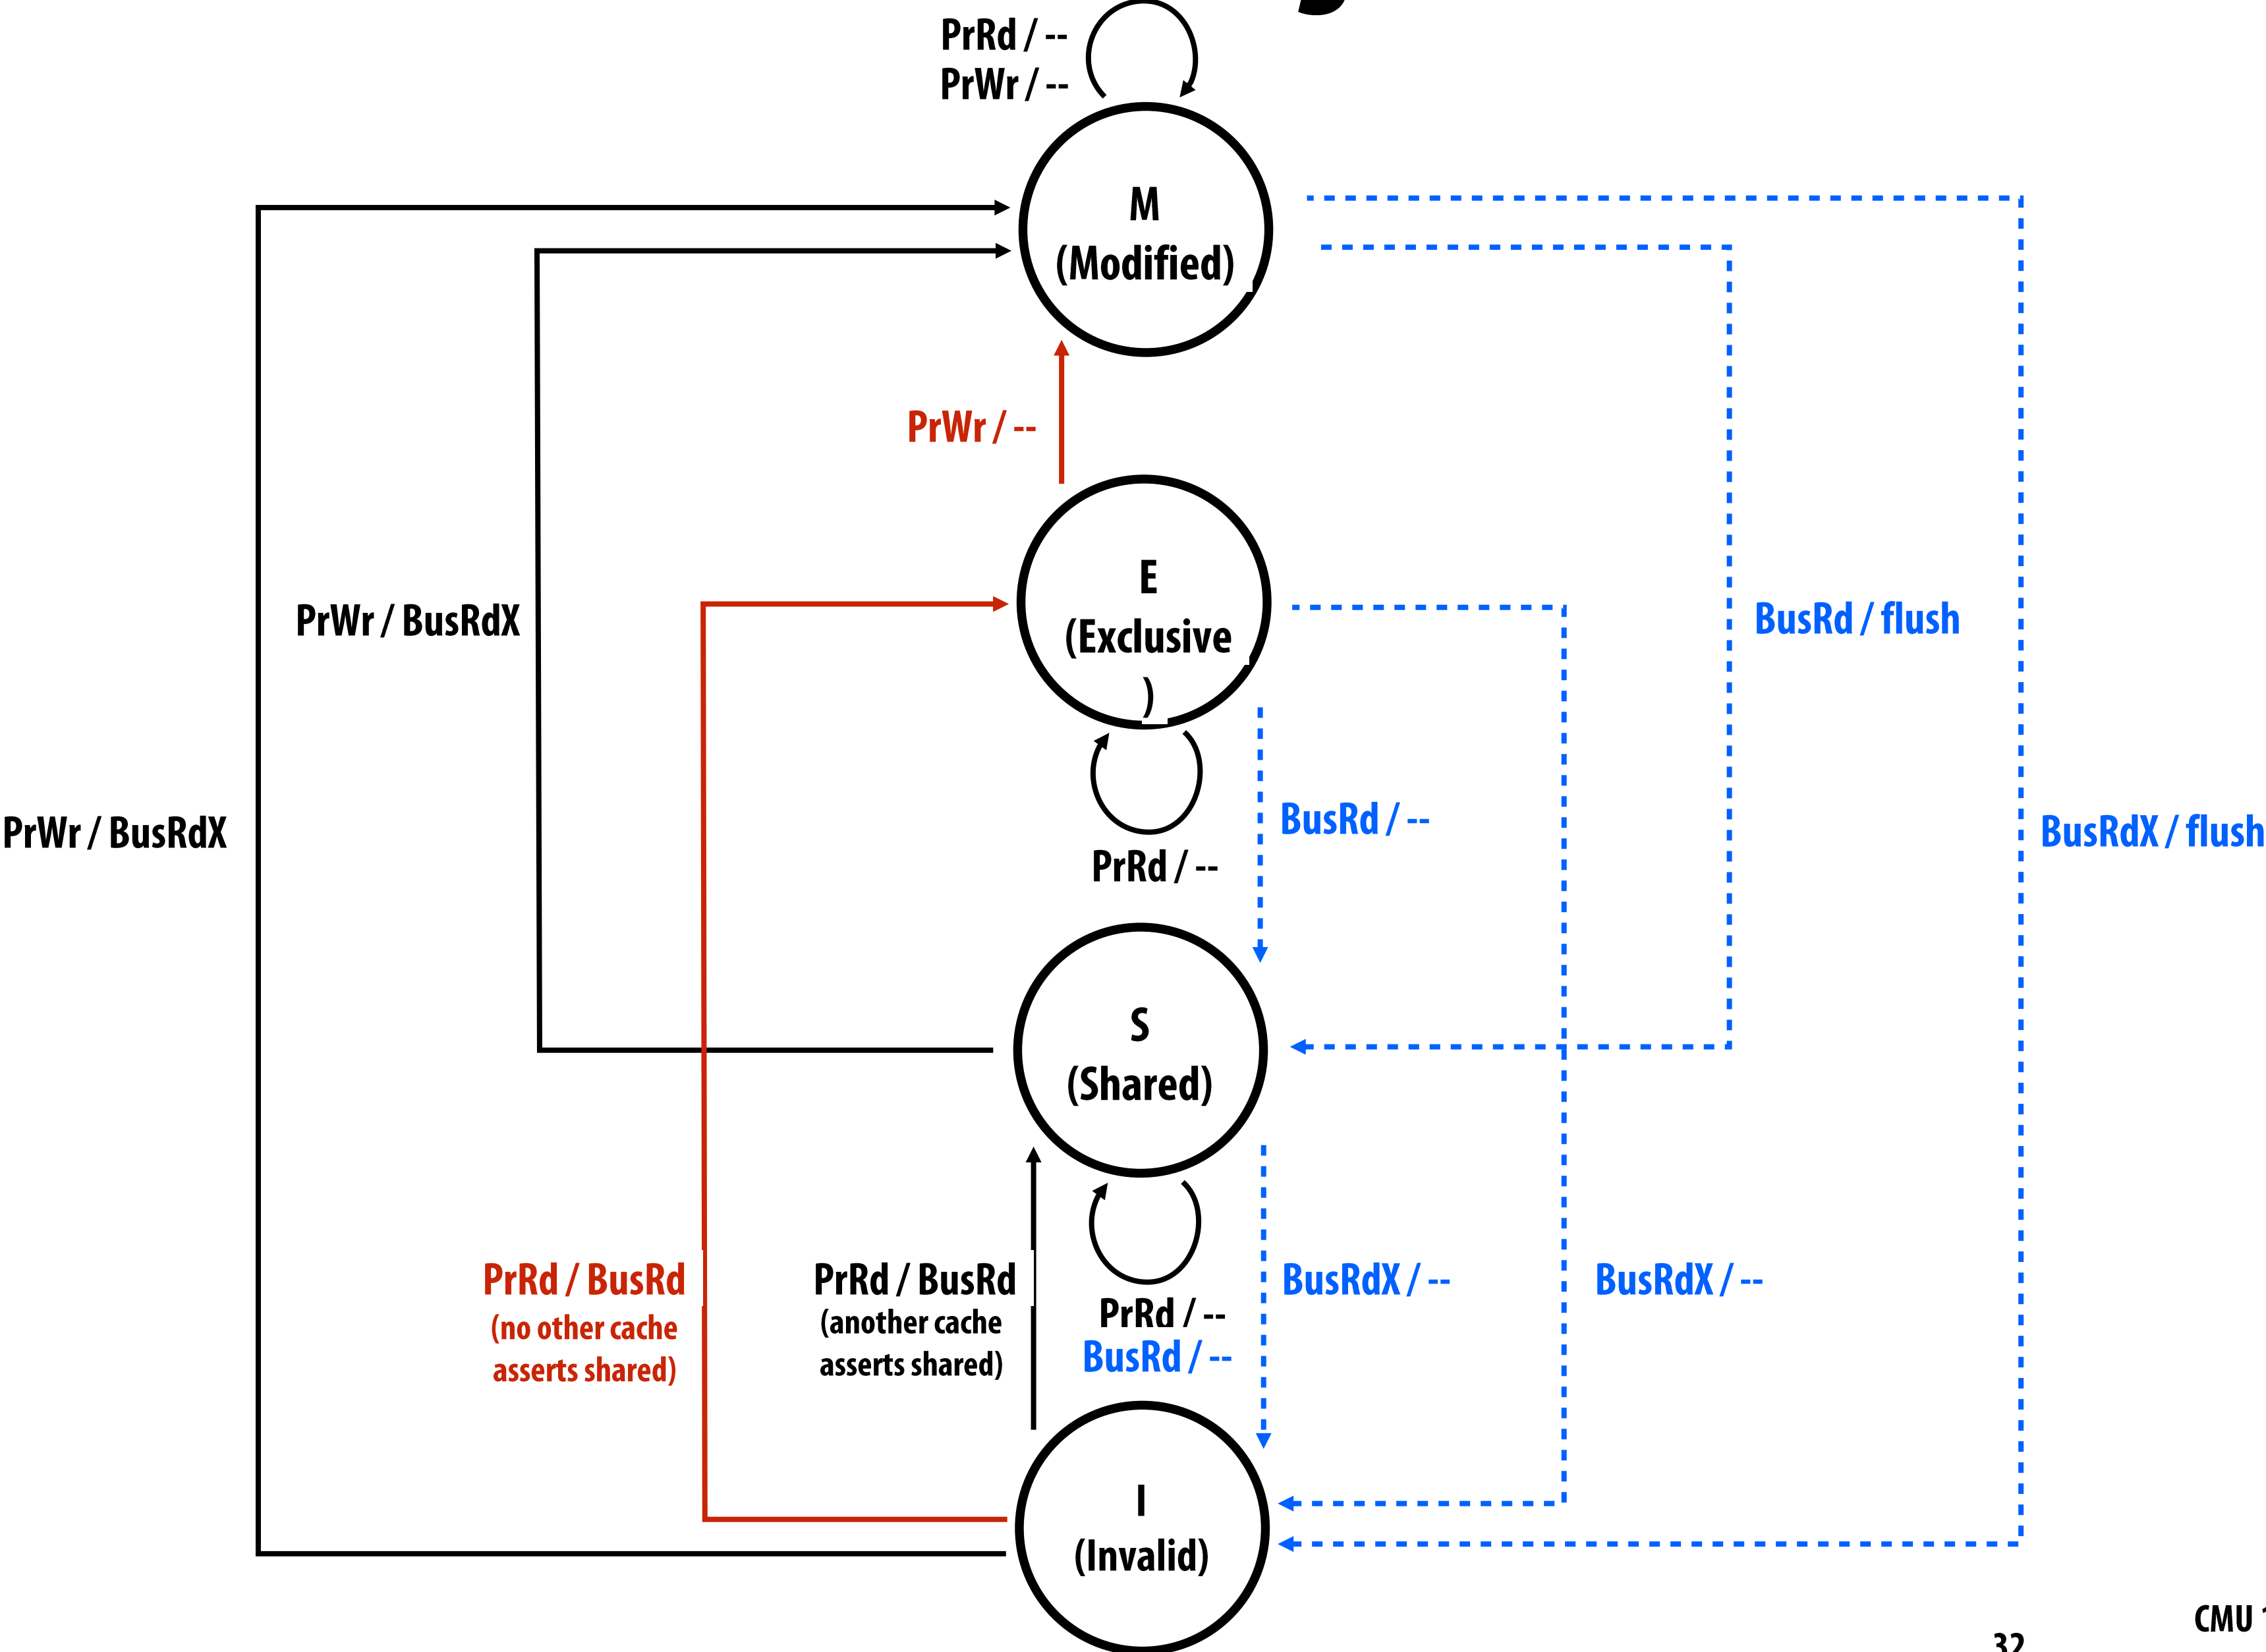 PrRd / --
PrWr / --
M
(Modified)
PrWr / --
E
(Exclusive
)
PrWr / BusRdX
BusRd / flush
PrWr / BusRdX
BusRd / --
BusRdX / flush
PrRd / --
S
(Shared)
PrRd / BusRd
(no other cache
asserts shared)
PrRd / BusRd
(another cache
asserts shared)
PrRd / --
BusRd / --
BusRdX / --
BusRdX / --
I
(Invalid)
CMU
32